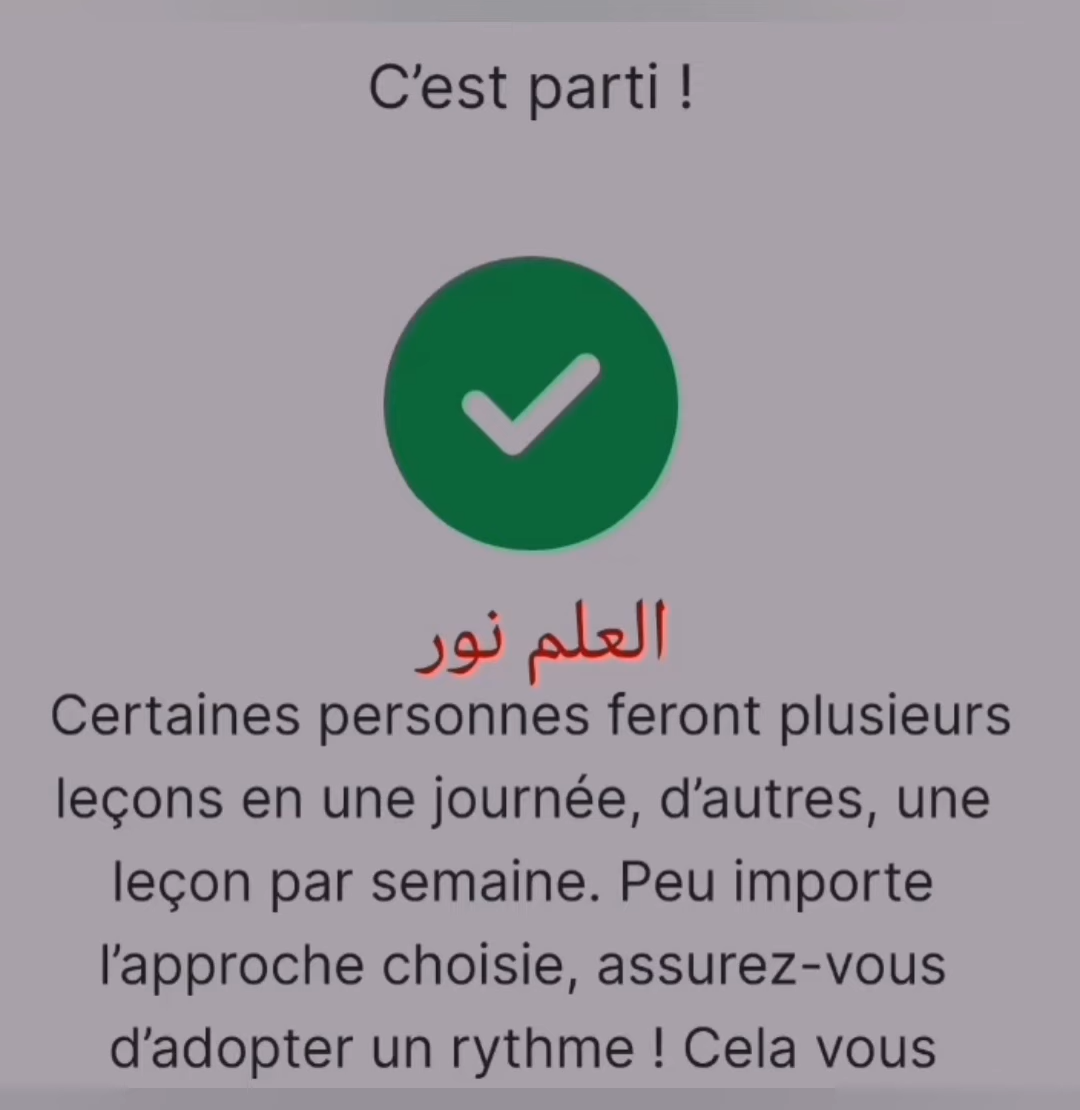 C’est parti !
العلم نور
Certaines personnes feront plusieurs
leçons en une journée, d’autres, une
leçon par semaine. Peu importe
l’approche choisie, assurez-vous
d’adopter un rythme ! Cela vous